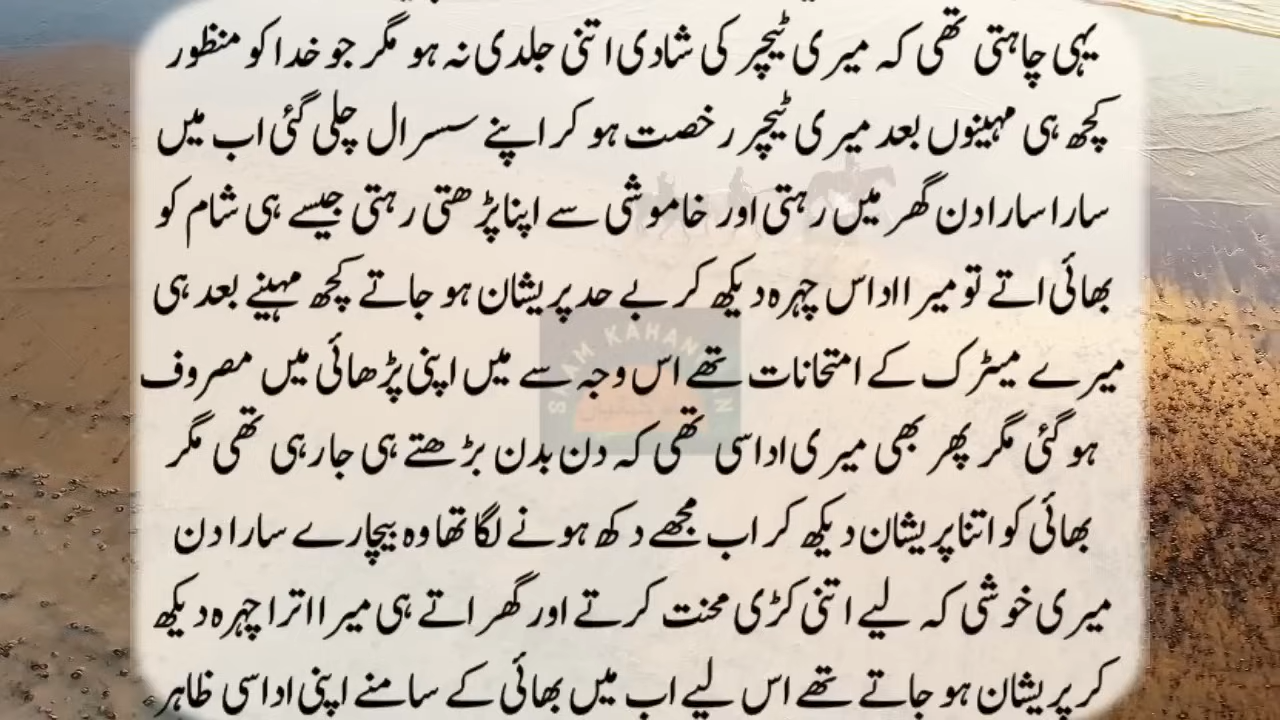 یہی چاہتی تھی کہ میری ٹیچر کی شادی اتنی جلدی نہ ہو مگر جو خدا کو منظور
کچھ ہی مہینوں بعد میری ٹیچر رخصت ہو کر اپنے سسرال چلی گئی اب میں
سارا سارا دن گھر میں رہتی اور خاموشی سے اپنا پڑھتی رہتی جیسے ہی شام کو
بھائی اتے تو میرا اداس چہرہ دیکھ کر بے حد پریشان ہو جاتے کچھ مہینے بعد ہی
میرے میٹرک کے امتحانات تھے اس وجہ سے میں اپنی پڑھائی میں مصروف
ہو گئی مگر پھر بھی میری اداسی تھی کہ دن بدن بڑھتے ہی جا رہی تھی مگر
بھائی کو اتنا پریشان دیکھ کر اب مجھے دکھ ہونے لگا تھا وہ بیچارے سارا دن
میری خوشی کہ لیے اتنی کڑی محنت کرتے اور گھر اتے ہی میرا اترا چہرہ دیکھ
کر پریشان ہو جاتے تھے اس لیے اب میں بھائی کے سامنے اپنی اداسی ظاہر